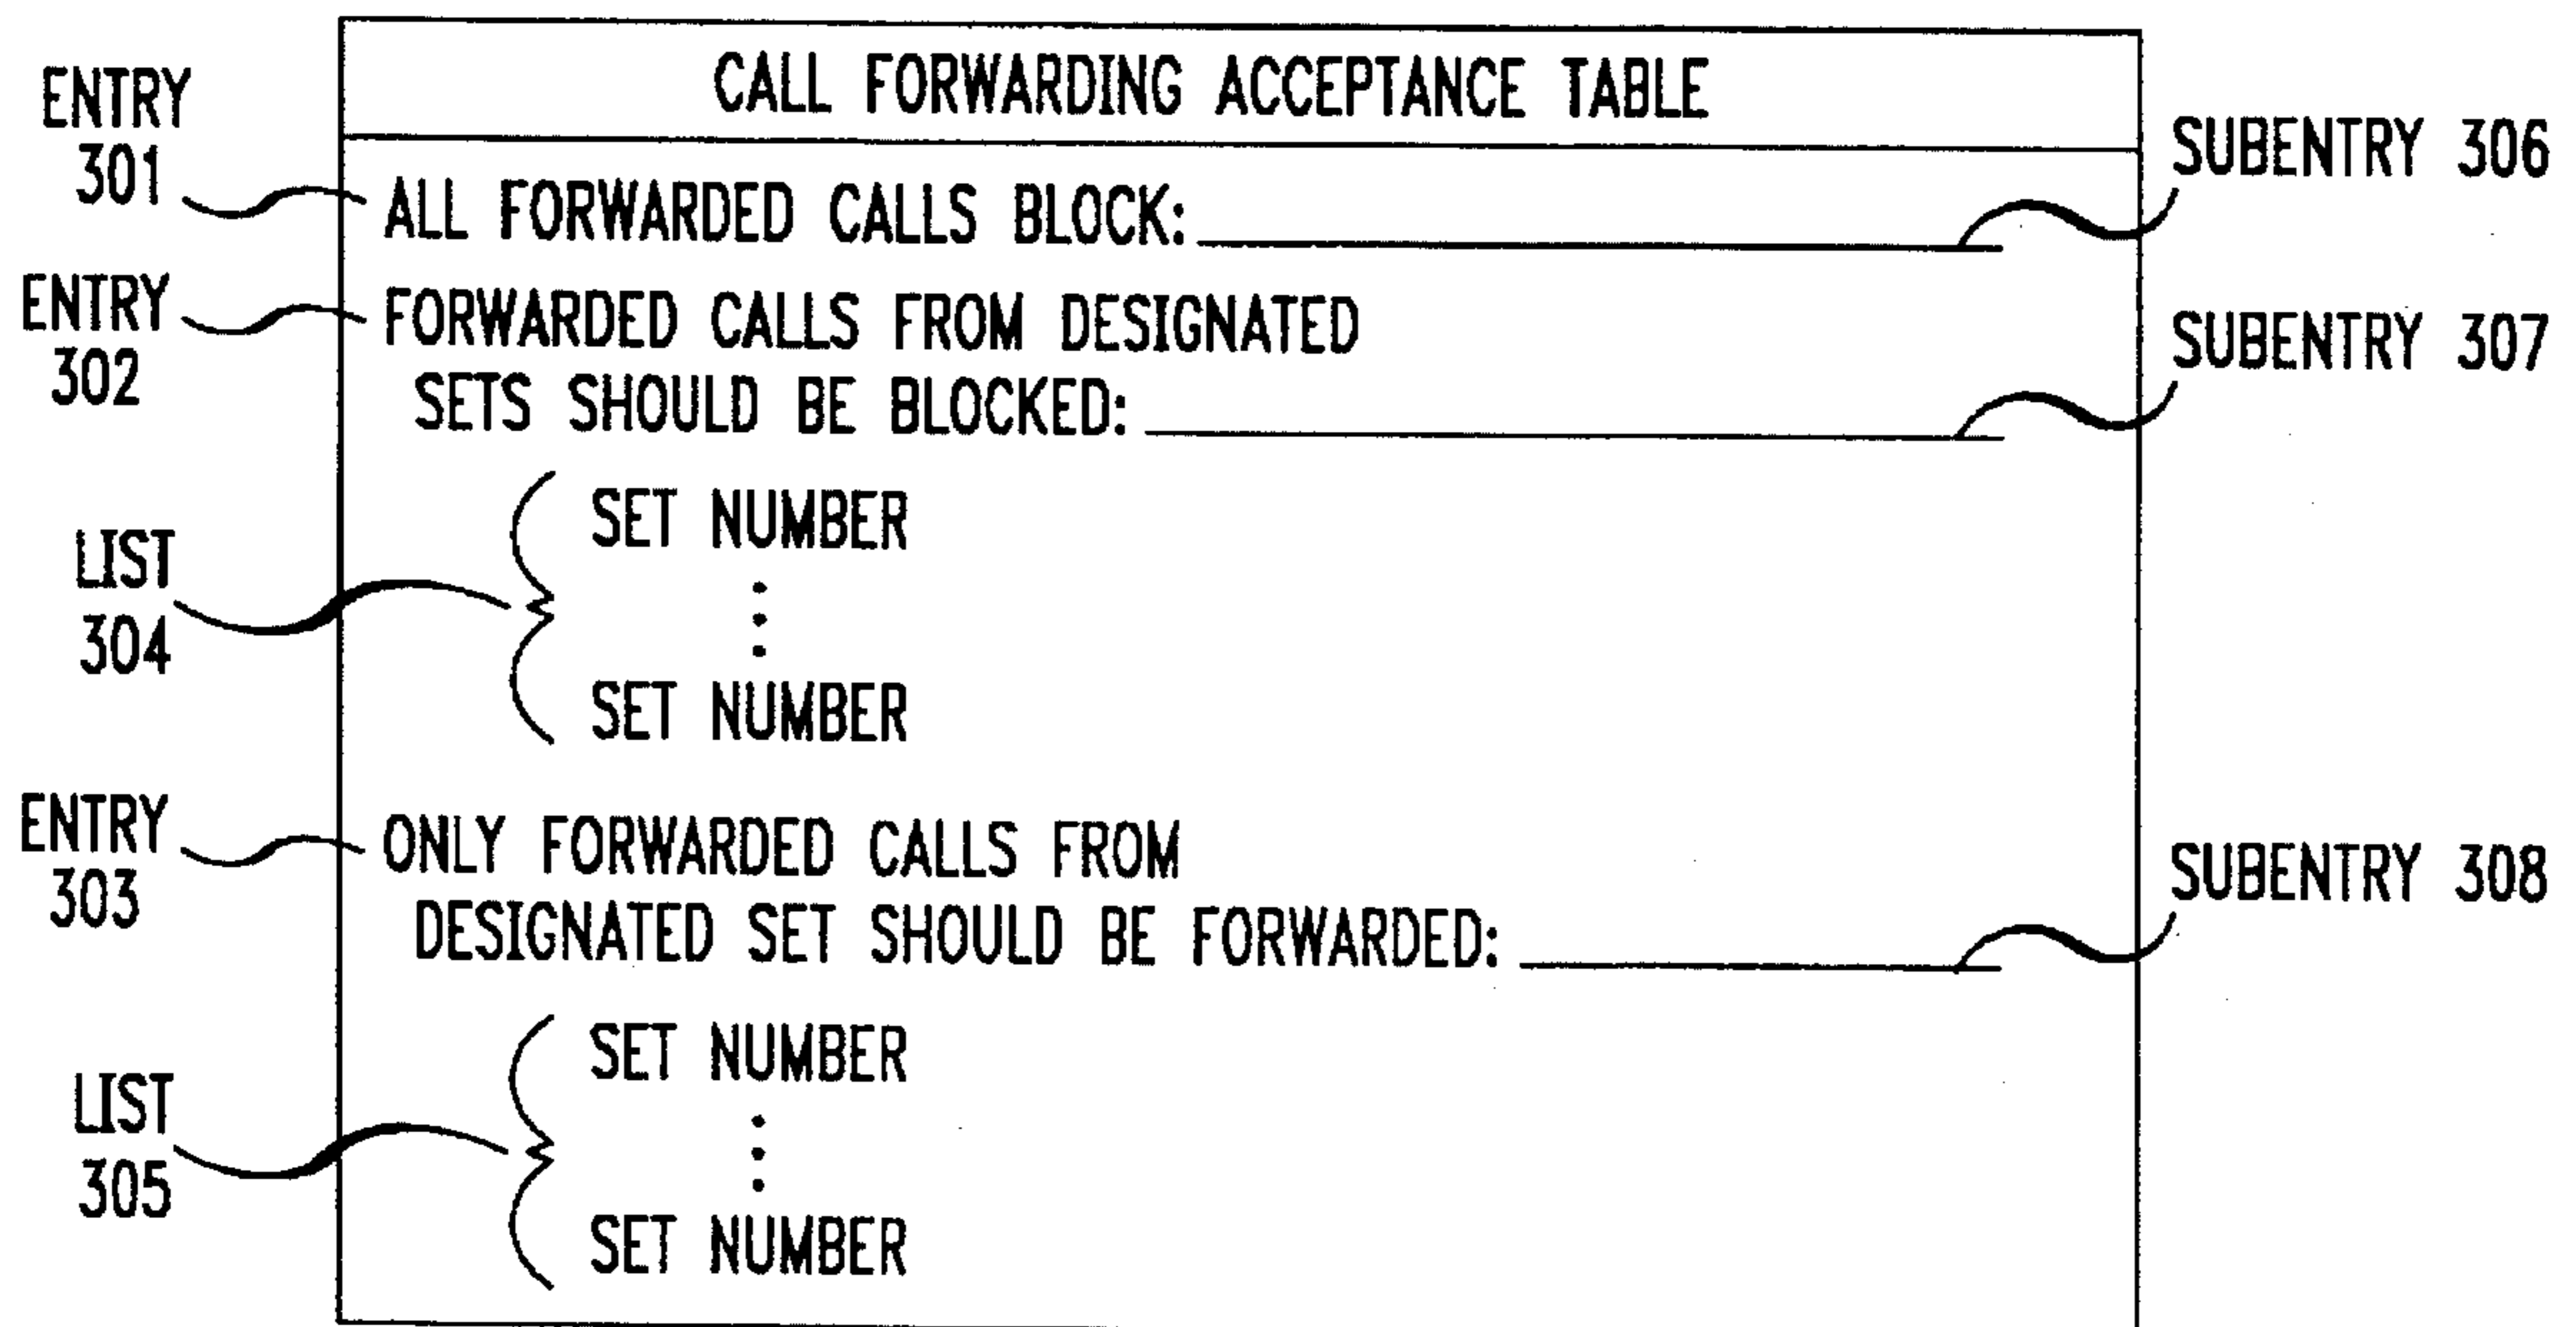 CALL FORWARDING ACCEPTANCE TABLE
ENTRY
301
ALL FORWARDED CALLS BLOCK:
SUBENTRY 306
ENTRY
302
FORWARDED CALLS FROM DESIGNATED
SETS SHOULD BE BLOCKED:
SUBENTRY 307
LIST
304
SET NUMBER
SET NUMBER
ENTRY
303
ONLY FORWARDED CALLS FROM
DESIGNATED SET SHOULD BE FORWARDED:
SUBENTRY 308
LIST
305
SET NUMBER
SET NUMBER